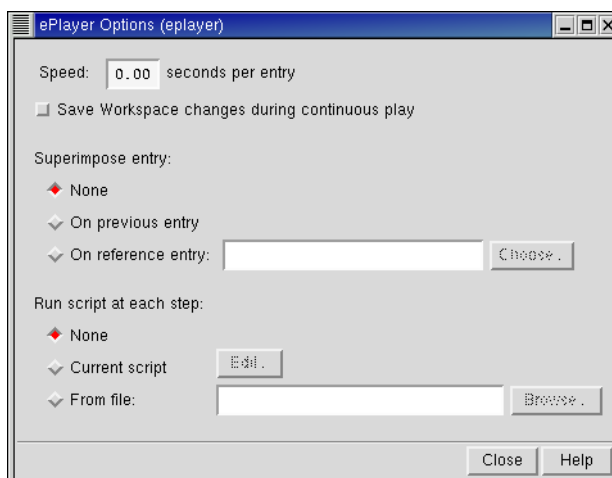 ePlayer Options (eplayer)
Speed: 0.00 seconds per entry
Save Workspace changes during continuous play
Superimpose entry:
None
On previous entry
On reference entry: Choose.
Run script at each step:
None
Current script Edit.
From file: Browse.
Close Help